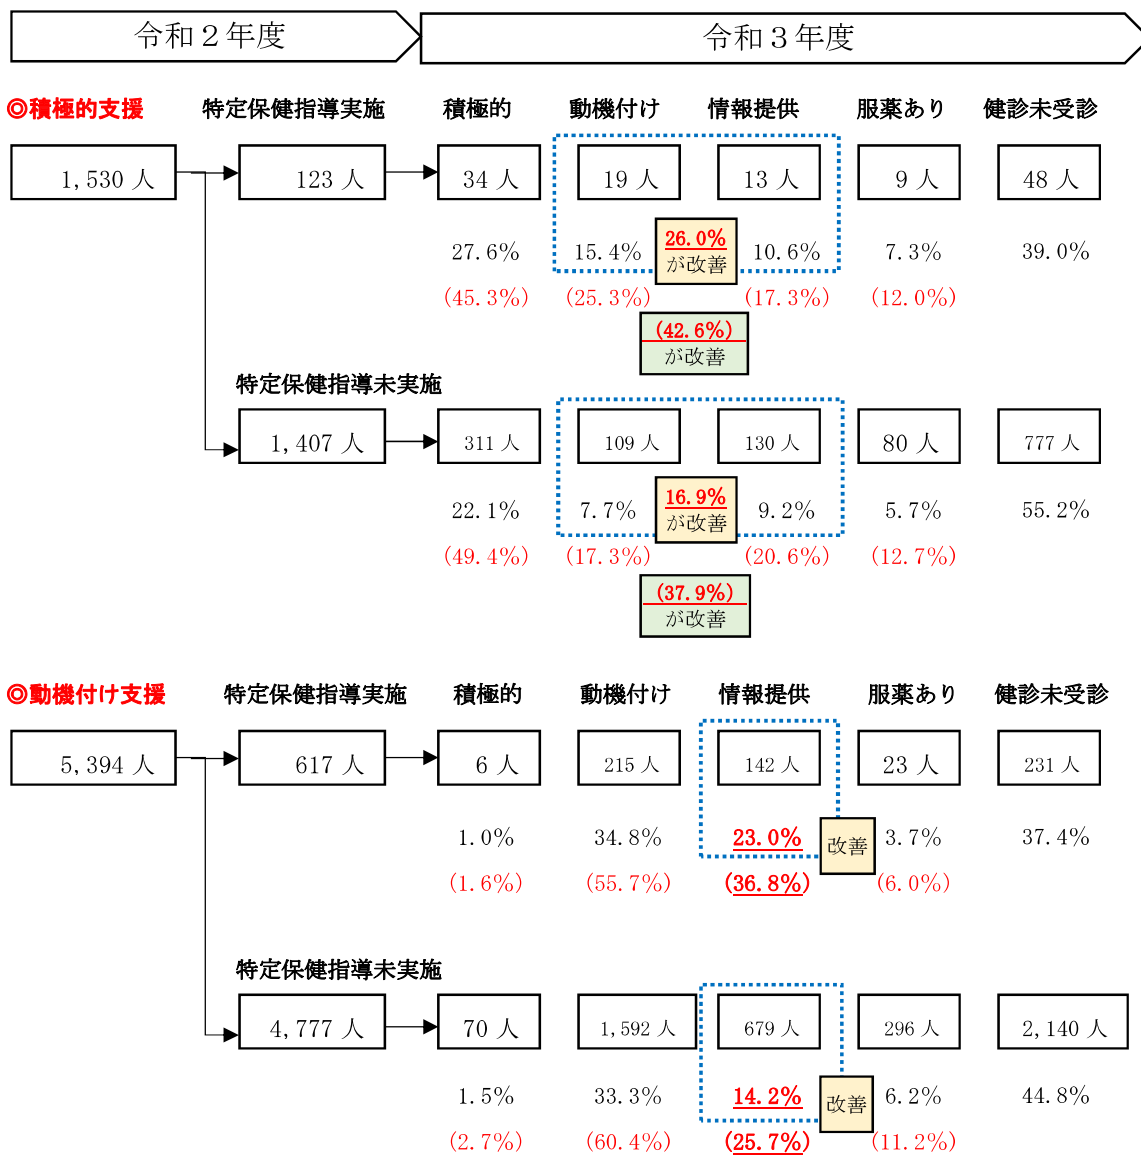 令和２年度 令和３年度
◎積極的支援 特定保健指導実施 積極的 動機付け 情報提供 服薬あり 健診未受診
1,530 人 123 人 34 人 19 人 13 人 9 人 48 人
27.6% 15.4% 26.0% 10.6% 7.3% 39.0%
が改善
(45.3%) (25.3%) (17.3%) (12.0%)
(42.6%)
が改善
特定保健指導未実施
1,407 人 311 人 109 人 130 人 80 人 777 人
22.1% 7.7% 16.9% 9.2% 5.7% 55.2%
が改善
(49.4%) (17.3%) (20.6%) (12.7%)
(37.9%)
が改善
◎動機付け支援 特定保健指導実施 積極的 動機付け 情報提供 服薬あり 健診未受診
5,394 人 617 人 6 人 215 人 142 人 23 人 231 人
1.0% 34.8% 23.0% 改善 3.7% 37.4%
(1.6%) (55.7%) (36.8%) (6.0%)
特定保健指導未実施
4,777 人 70 人 1,592 人 679 人 296 人 2,140 人
1.5% 33.3% 14.2% 改善 6.2% 44.8%
(2.7%) (60.4%) (25.7%) (11.2%)